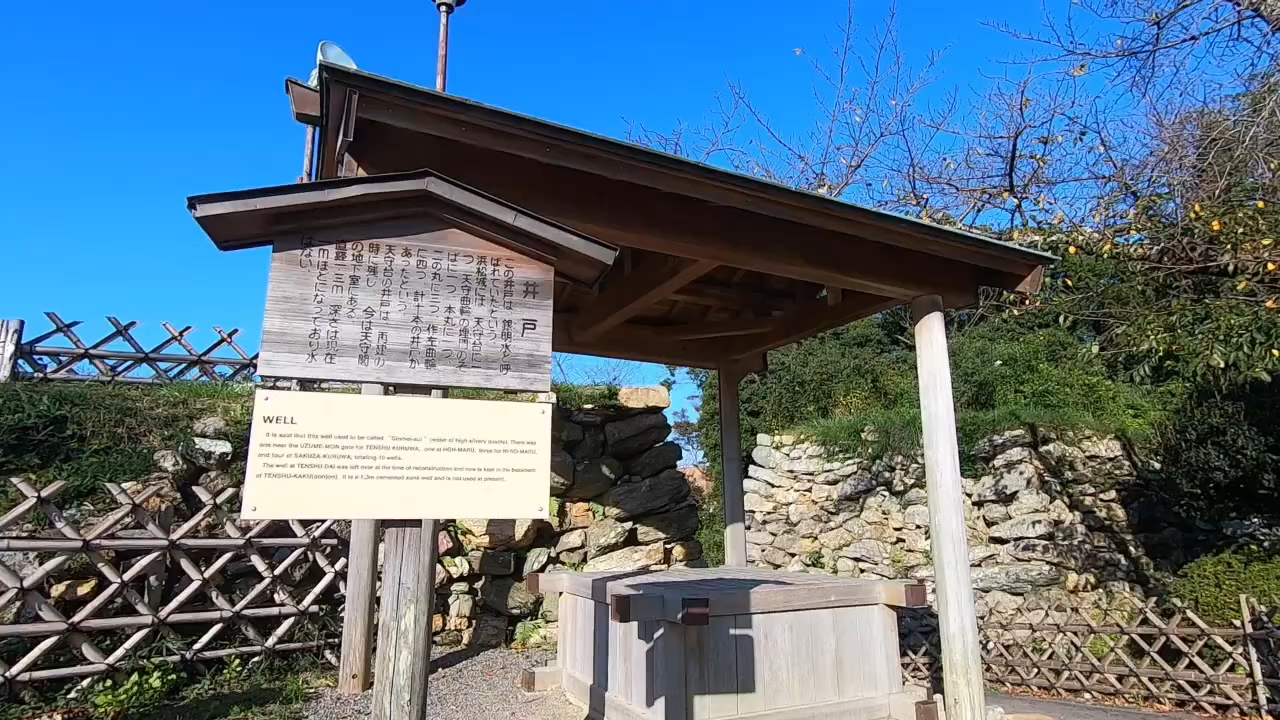 井戸
この井戸は、銀明水と呼
ばれていたという。
浜松城には、天守台に一
つ、天守曲輪の埋門のそ
ばに一つ、本丸に一つ、
二の丸に三つ、作左曲輪
に四つ、計十本の井戸が
あったという。
天守台の井戸は、再建の
時に残し、今は天守閣
の地下室にある。
直径一・三m、深さは現在
一mほどになっており水
はない。
WELL
It is said that this well used to be called "Ginmei-sui" (water of high silvery quality). There was
one near the UZUME-MON gate for TENSHU KURUWA, one at HON-MARU, three for NI-NO-MARU,
and four at SAKUZA-KURUWA, totaling 10 wells.
The well at TENSHU DAI was left over at the time of reconstruction and now is kept in the basement
of TENSHU-KAKU(donjon). It is a 1.3m cemented sunk well and is not used at present.